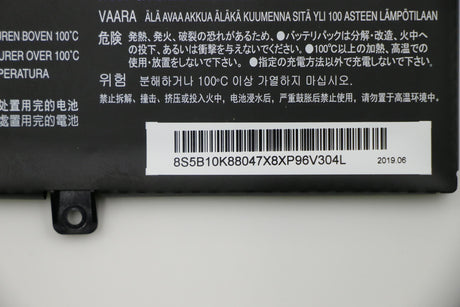 VAARA ÄLÄ AVAA AKKUA ÄLÄKÄ KUUMENNA SITÄ YLI 100 ASTEEN LÄMPÖTILAAN
UREN BOVEN 100℃
URER OVER 100℃
PERATURA
危険 発熱、発火、破裂の恐れがあるため、●バッテリパックは分解・改造、火中へ
の投下、あるいは衝撃を与えないでください。●100℃以上の加熱、高温での
使用・放置をしないでください。●指定の充電方法以外で充電しないでください。
위험 분해하거나 100℃ 이상 가열하지 마십시오.
禁止拆解、撞击、挤压或投入火中，电池浸水后，严重鼓胀后禁用，请勿置于高温环境中。
处置用完的电池
處置用完的電池
8S5B10K88047X8XP96V304L
2019.06